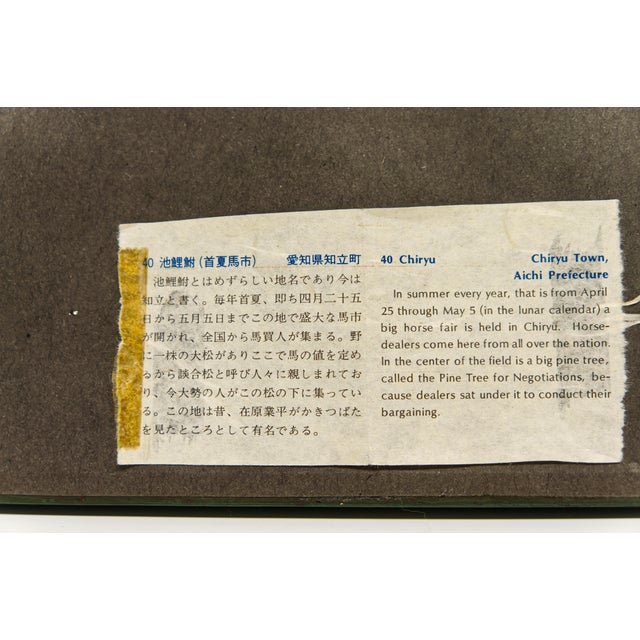 40 池鯉鮒(首夏馬市) 愛知県知立町
池鯉鮒とはめずらしい地名であり今は
知立と書く。毎年首夏、即ち四月二十五
日から五月五日までこの地で盛大な馬市
が開かれ、全国から馬買人が集まる。野
に一株の大松がありここで馬の値を定め
るから談合松と呼び人々に親しまれてお
り、今大勢の人がこの松の下に集ってい
る。この地は昔、在原業平がかきつばた
を見たところとして有名である。
40 Chiryu Chiryu Town,
Aichi Prefecture
In summer every year, that is from April
25 through May 5 (in the lunar calendar) a
big horse fair is held in Chiryū. Horse-
dealers come here from all over the nation.
In the center of the field is a big pine tree,
called the Pine Tree for Negotiations, be-
cause dealers sat under it to conduct their
bargaining.